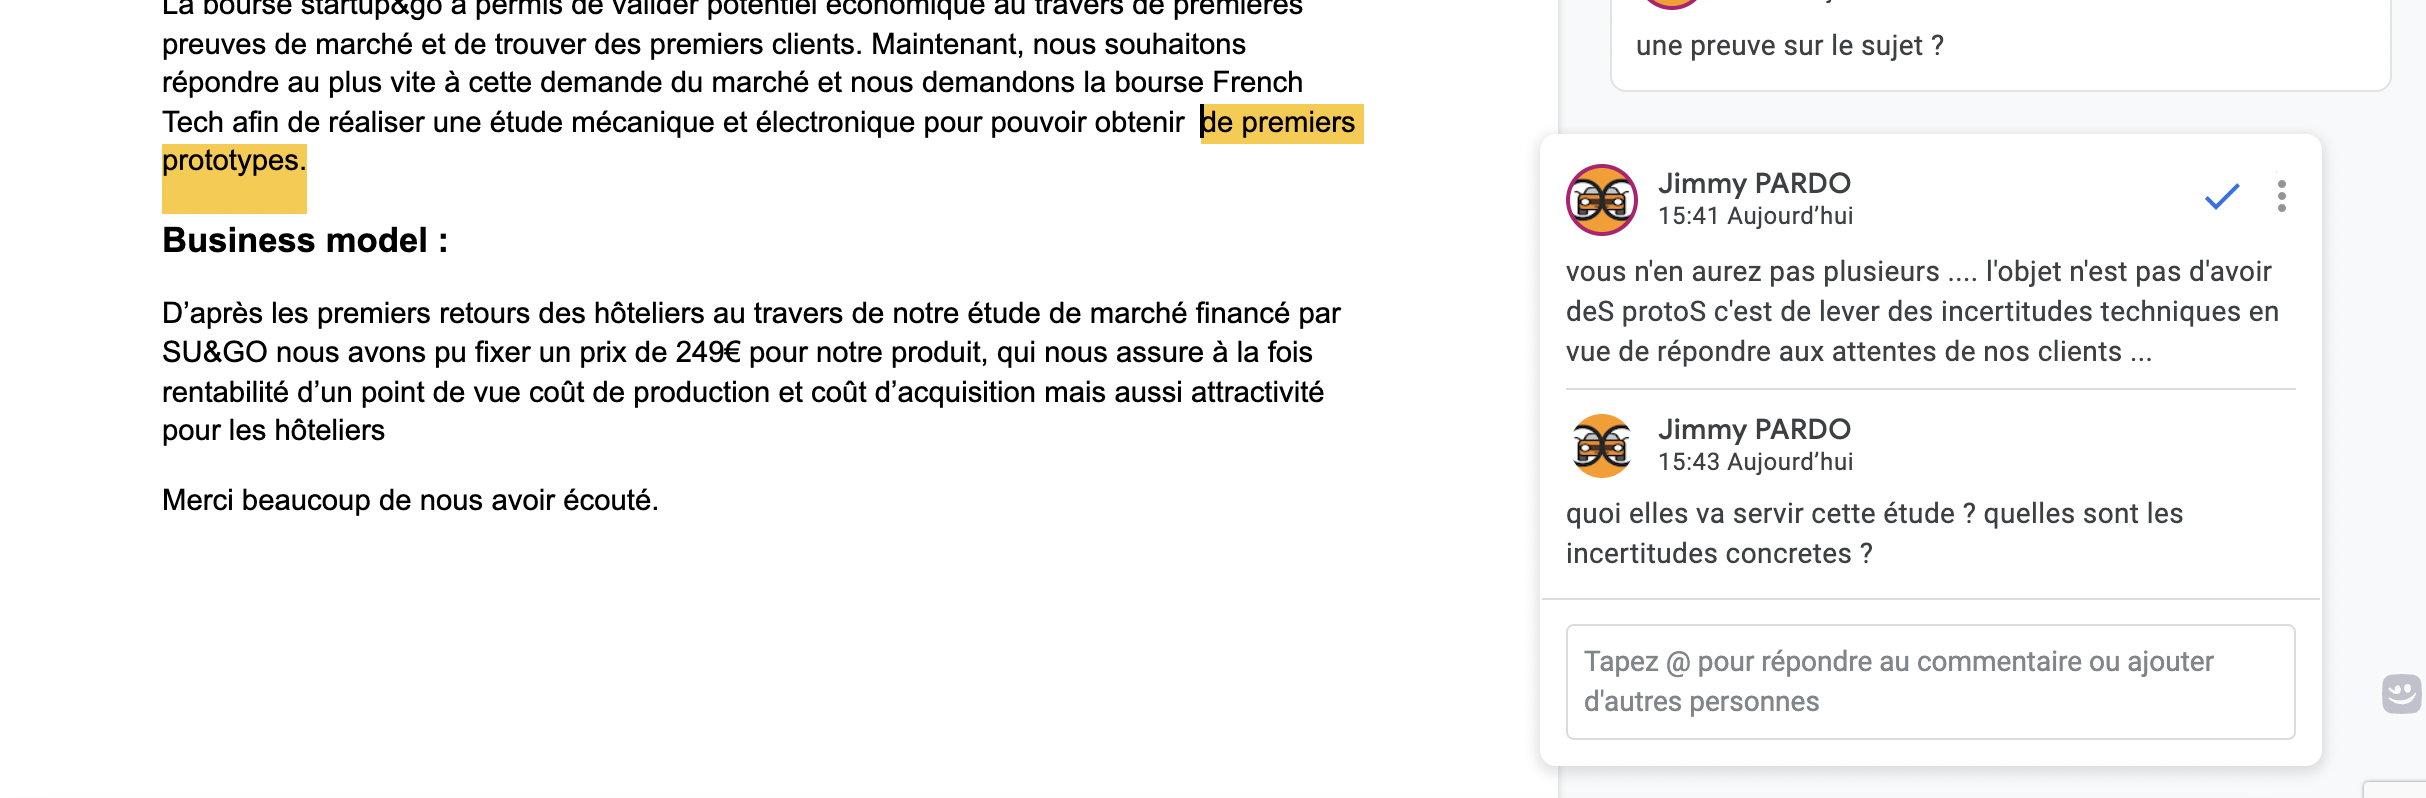 La bourse startup&go a permis de valider potentiel économique au travers de premières
preuves de marché et de trouver des premiers clients. Maintenant, nous souhaitons
répondre au plus vite à cette demande du marché et nous demandons la bourse French
Tech afin de réaliser une étude mécanique et électronique pour pouvoir obtenir de premiers
prototypes.
Business model :
D’après les premiers retours des hôteliers au travers de notre étude de marché financé par
SU&GO nous avons pu fixer un prix de 249€ pour notre produit, qui nous assure à la fois
rentabilité d’un point de vue coût de production et coût d’acquisition mais aussi attractivité
pour les hôteliers
Merci beaucoup de nous avoir écouté.
une preuve sur le sujet ?
Jimmy PARDO
15:41 Aujourd’hui
vous n'en aurez pas plusieurs .... l'objet n'est pas d'avoir
deS protoS c'est de lever des incertitudes techniques en
vue de répondre aux attentes de nos clients ...
Jimmy PARDO
15:43 Aujourd’hui
quoi elles va servir cette étude ? quelles sont les
incertitudes concretes ?
Tapez @ pour répondre au commentaire ou ajouter
d'autres personnes